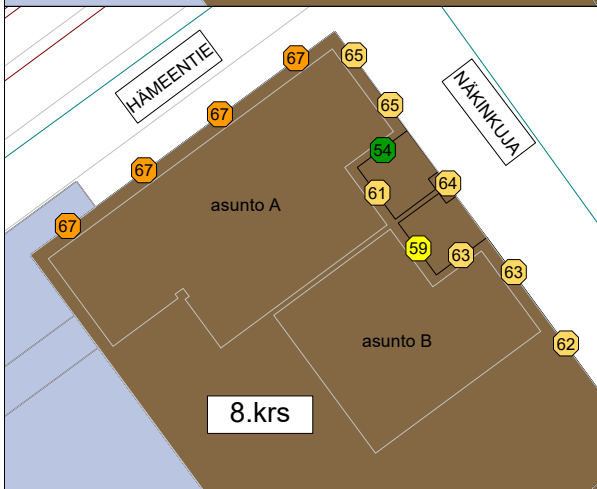 HÄMEENTIE
67
65
67
65
NÄKINKUJA
54
67
64
61
asunto A
67
59
63
63
asunto B
62
8.krs